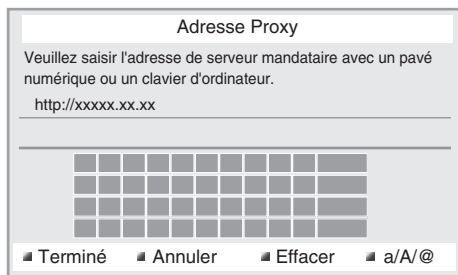 Adresse Proxy
Veuillez saisir l'adresse de serveur mandataire avec un pavé
numérique ou un clavier d'ordinateur.
http://xxxxx.xx.xx
Terminé Annuler Effacer a/A/@